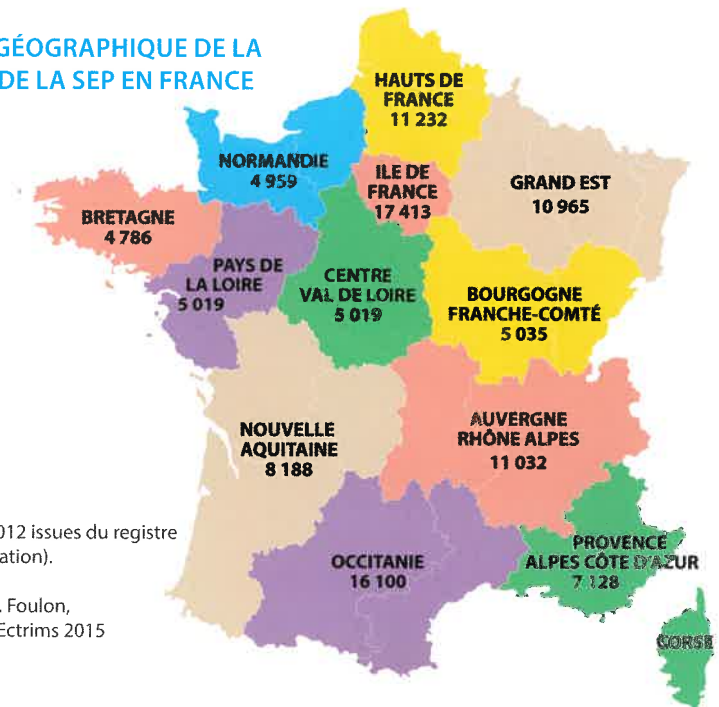 GÉOGRAPHIQUE DE LA
DE LA SEP EN FRANCE
HAUTS DE
FRANCE
11 232
NORMANDIE
4 959
ILE DE
FRANCE
17 413
GRAND EST
10 965
BRETAGNE
4 786
PAYS DE
LA LOIRE
5 019
CENTRE
VAL DE LOIRE
5 019
BOURGOGNE
FRANCHE-COMTÉ
5 035
NOUVELLE
AQUITAINE
8 188
AUVERGNE
RHÔNE ALPES
11 032
012 issues du registre
ation).
. Foulon,
Ectrims 2015
OCCITANIE
16 100
PROVENCE
ALPES CÔTE D'AZUR
7 128
CORSE